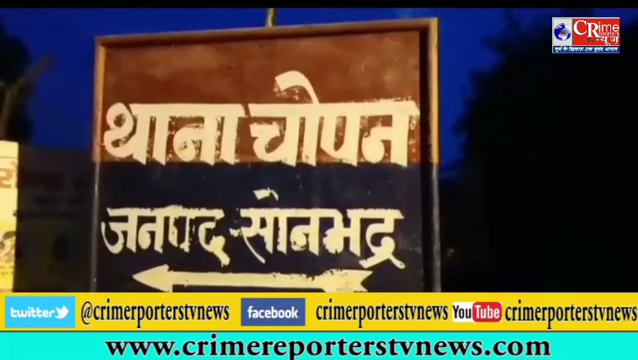 CRime
न्यूज़
थाना चोपन
जनपद-सोनभद्र
twitter @crimerporterstvnews facebook crimerporterstvnews YouTube crimerporterstvnews
www.crimereporterstvnews.com